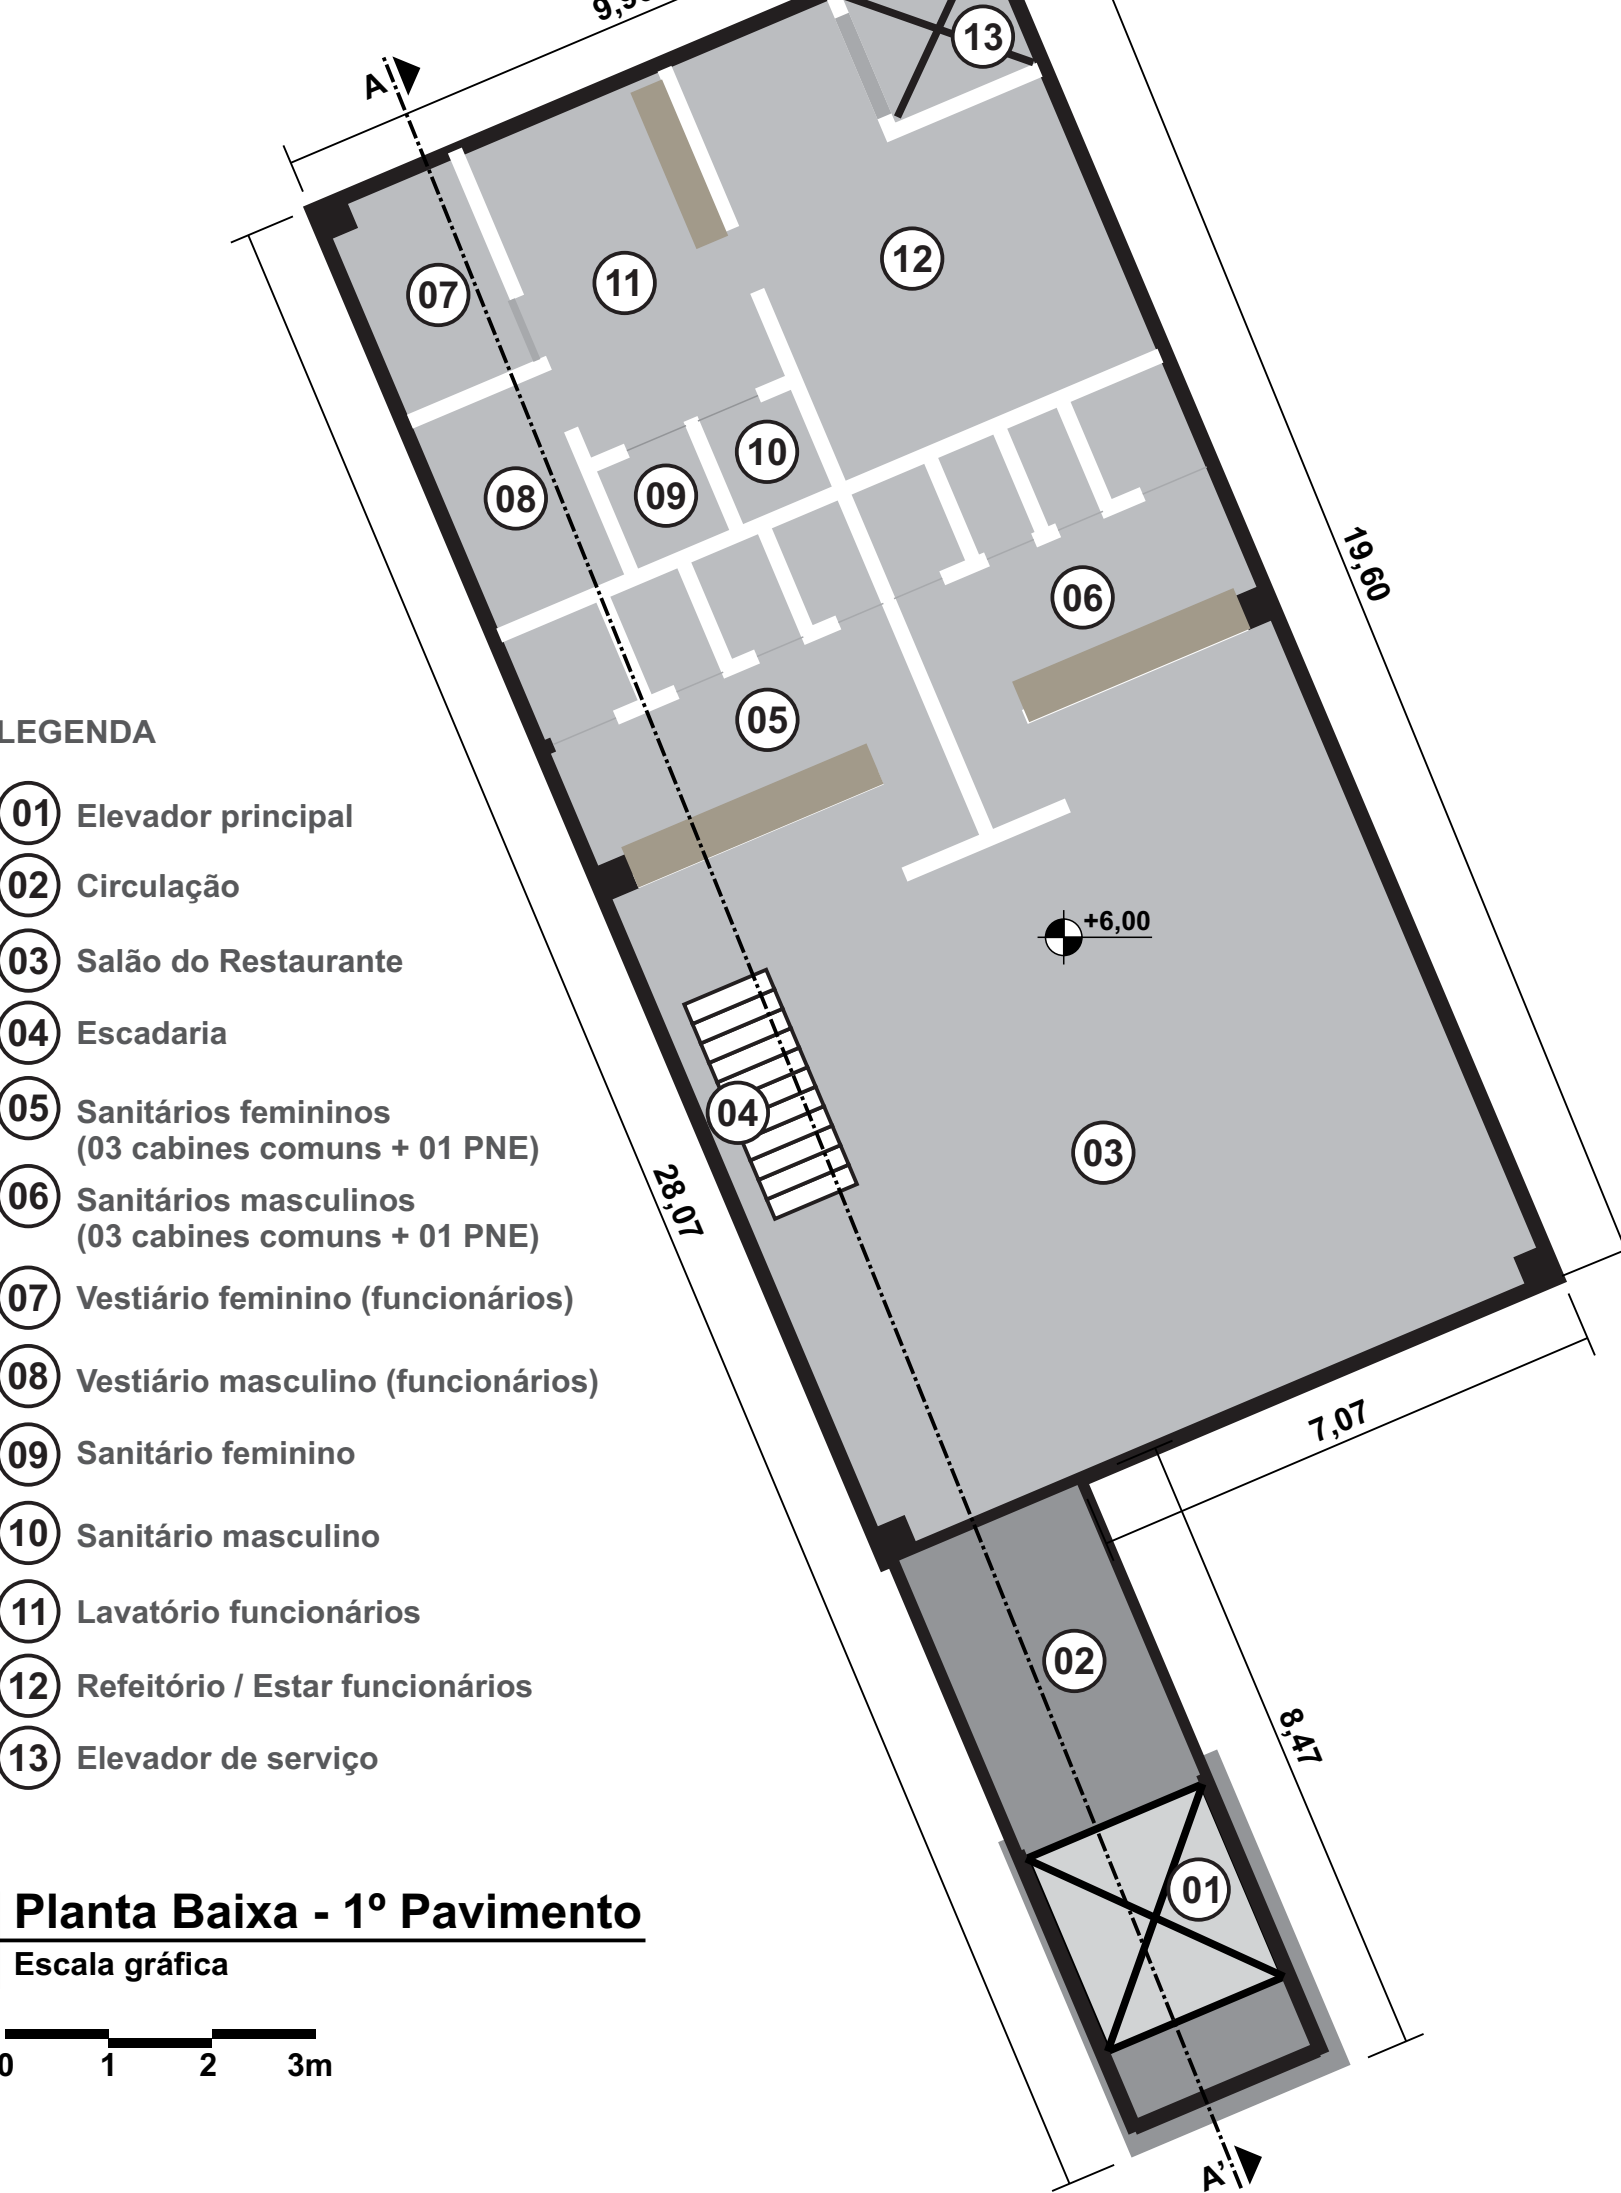 A
13
12
11
07
10
09
08
06
05
19,60
+6,00
04
03
28,07
7,07
02
8,47
01
A'
LEGENDA
01 Elevador principal
02 Circulação
03 Salão do Restaurante
04 Escadaria
05 Sanitários femininos
(03 cabines comuns + 01 PNE)
06 Sanitários masculinos
(03 cabines comuns + 01 PNE)
07 Vestiário feminino (funcionários)
08 Vestiário masculino (funcionários)
09 Sanitário feminino
10 Sanitário masculino
11 Lavatório funcionários
12 Refeitório / Estar funcionários
13 Elevador de serviço
Planta Baixa - 1º Pavimento
Escala gráfica
0 1 2 3m